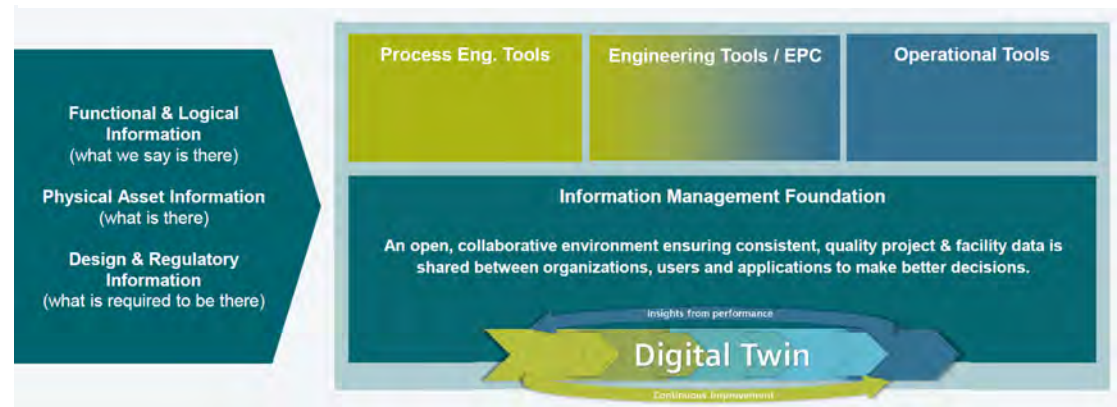 Functional & Logical
Information
(what we say is there)
Physical Asset Information
(what is there)
Design & Regulatory
Information
(what is required to be there)
Process Eng. Tools
Engineering Tools / EPC
Operational Tools
Information Management Foundation
An open, collaborative environment ensuring consistent, quality project & facility data is
shared between organizations, users and applications to make better decisions.
Insights from performance
Digital Twin
Continuous Improvement